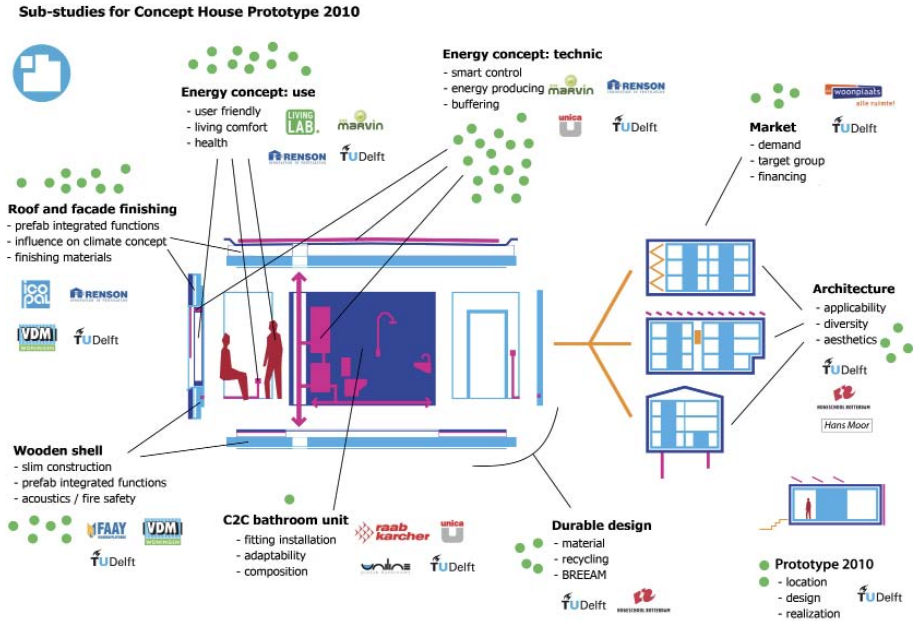 Sub-studies for Concept House Prototype 2010
Energy concept: use
- user friendly
- living comfort
- health
LIVING
LAB.
marvin
RENSON
TUDelft
Energy concept: technic
- smart control
- energy producing
- buffering
marvin
RENSON
unica
TUDelft
woonplaats
alle ruimte!
TUDelft
Market
- demand
- target group
- financing
Roof and facade finishing
- prefab integrated functions
- influence on climate concept
- finishing materials
icopal
RENSON
VDM
WONINGEN
TUDelft
Architecture
- applicability
- diversity
- aesthetics
TUDelft
HOGESCHOOL ROTTERDAM
Hans Moor
Wooden shell
- slim construction
- prefab integrated functions
- acoustics / fire safety
FAAY
VDM
WONINGEN
TUDelft
C2C bathroom unit
- fitting installation
- adaptability
- composition
raab
karcher
unica
TUDelft
Durable design
- material
- recycling
- BREEAM
TUDelft
HOGESCHOOL ROTTERDAM
Prototype 2010
- location
- design
- realization
TUDelft